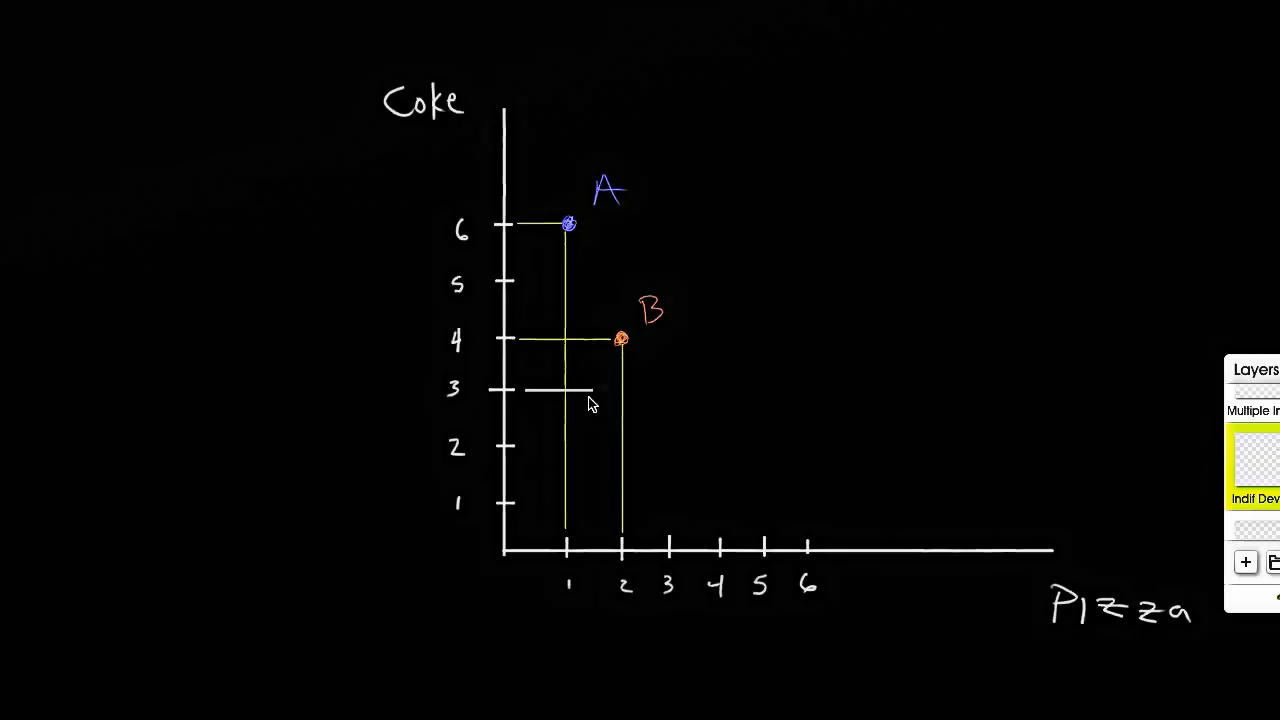 Coke
A
6
5
B
4
3
2
1
1 2 3 4 5 6
Pizza
Layers
Multiple In
Indif Dev
+